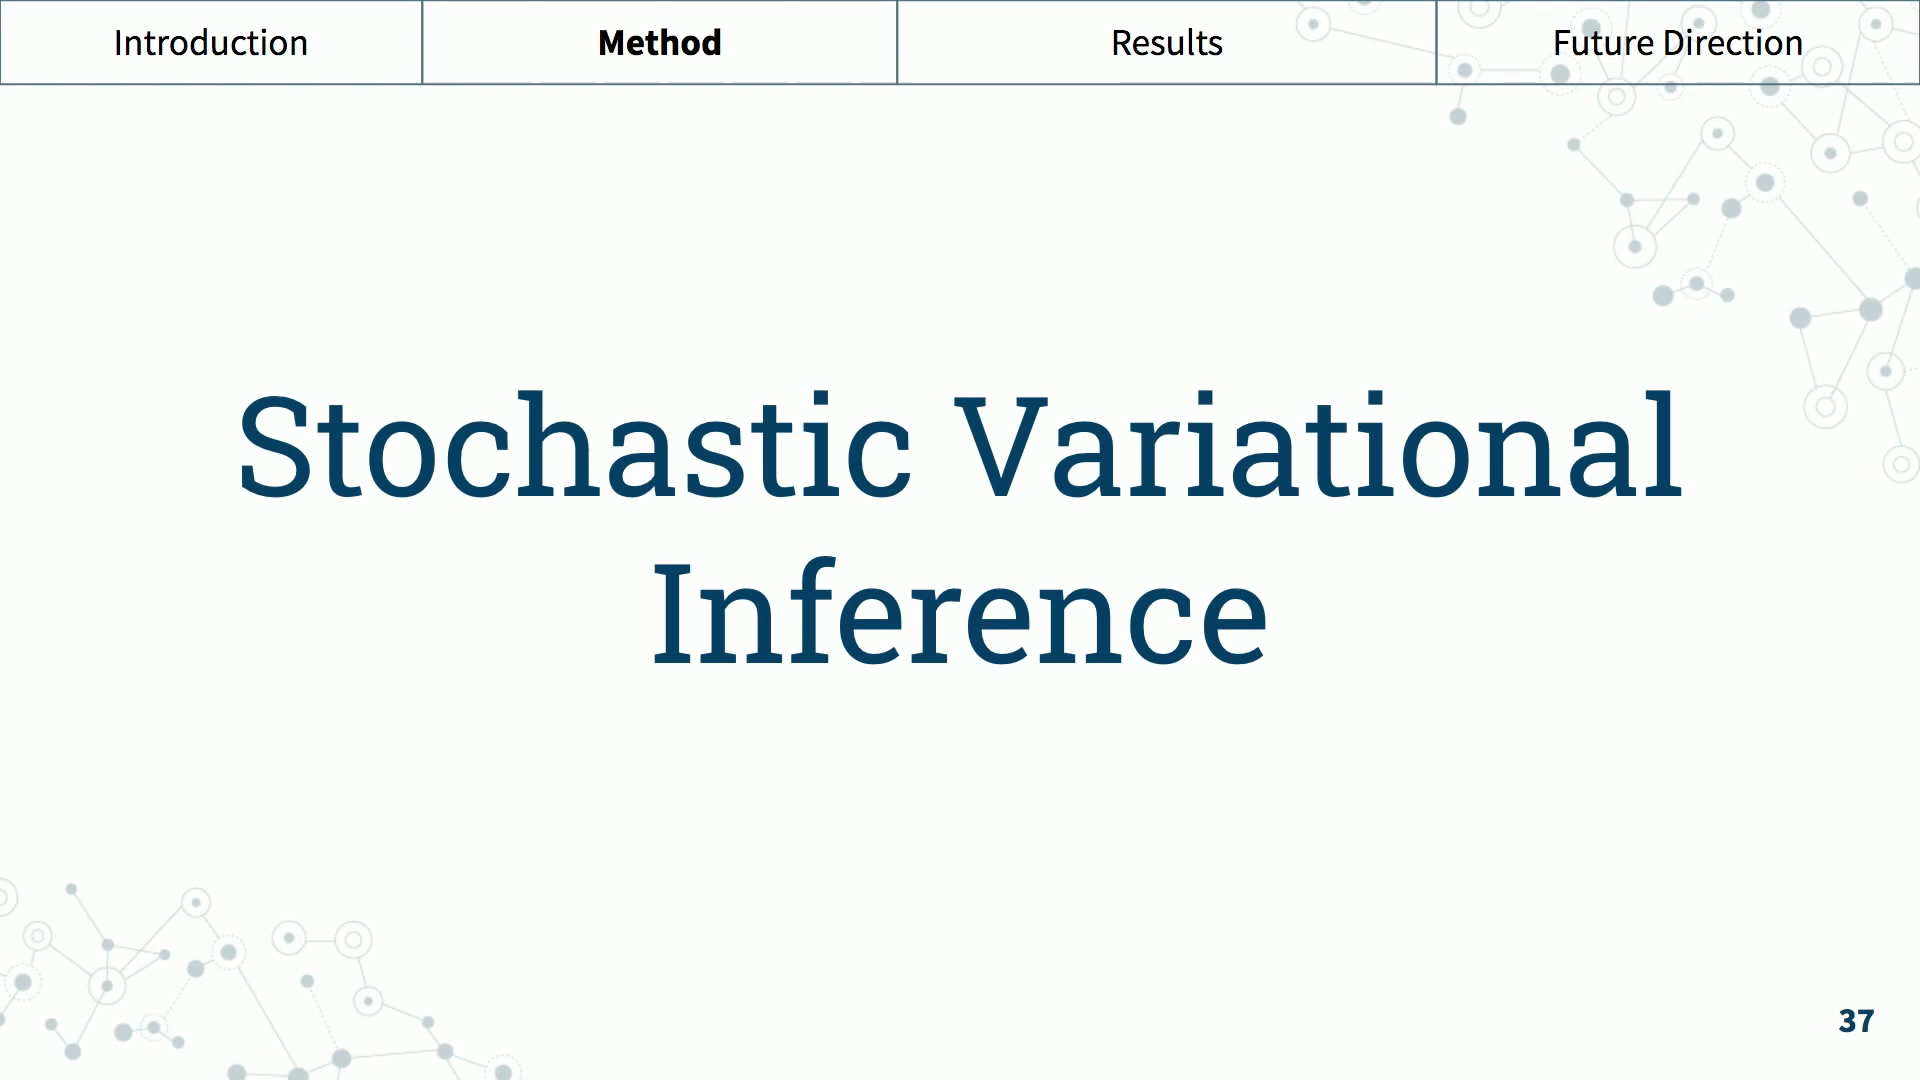 Introduction
Method
Results
Future Direction
Stochastic Variational
Inference
37